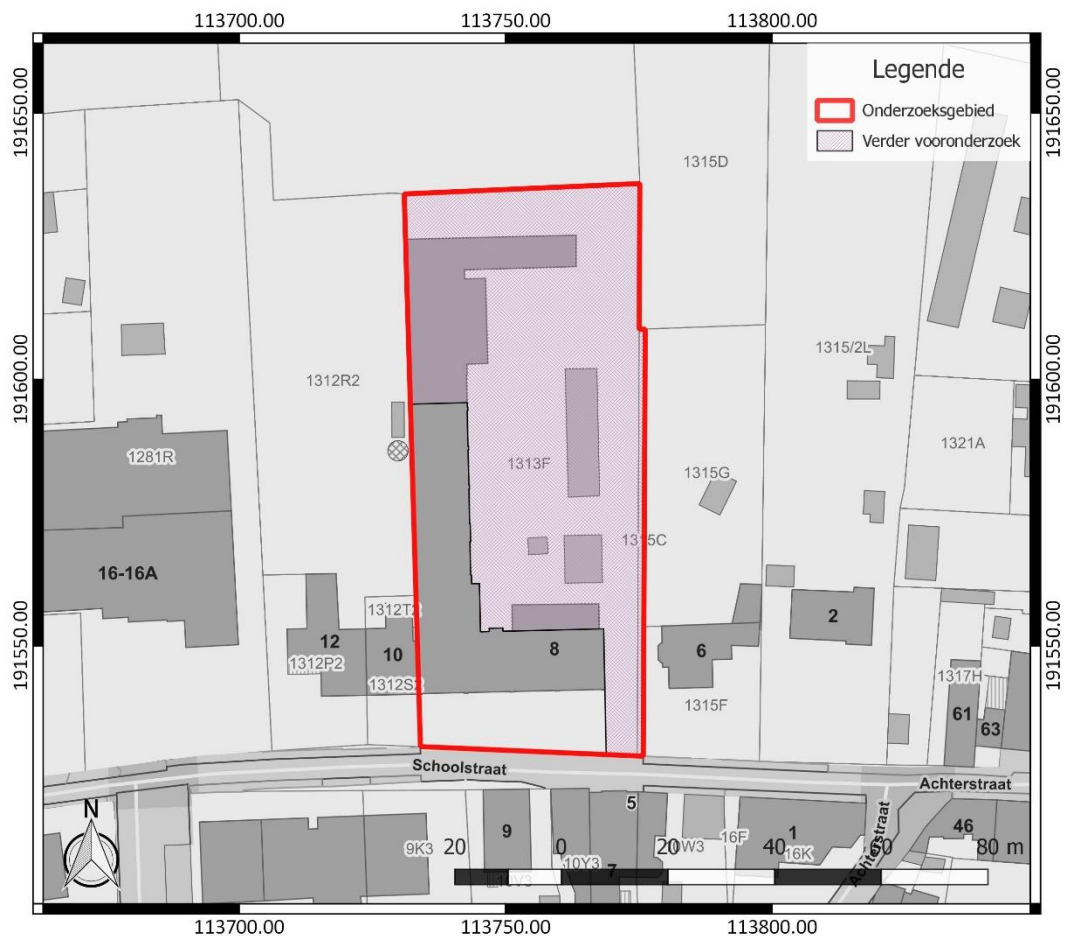 113700.00
113750.00
113800.00
Legende
Onderzoeksgebied
Verder vooronderzoek
191650.00
191650.00
1315D
1315/2L
191600.00
191600.00
1312R2
1321A
1281R
1313F
1315G
1315C
16-16A
1312T2
2
191550.00
191550.00
12
10
8
6
1312P2
1312S2
1315F
1317H
61
63
Schoolstraat
Achterstraat
N
5
9
1
46
9K3
10Y3
16F
16K
7
20
0
20
40
80 m
Achterstraat
113700.00
113750.00
113800.00